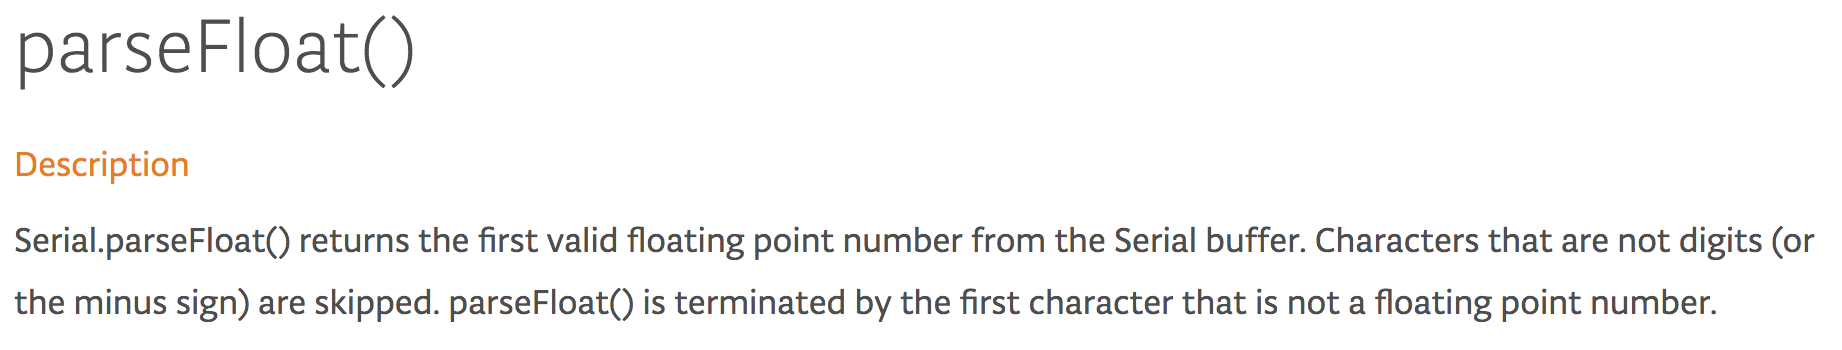 parseFloat()
Description
Serial.parseFloat() returns the first valid floating point number from the Serial buffer. Characters that are not digits (or
the minus sign) are skipped. parseFloat() is terminated by the first character that is not a floating point number.